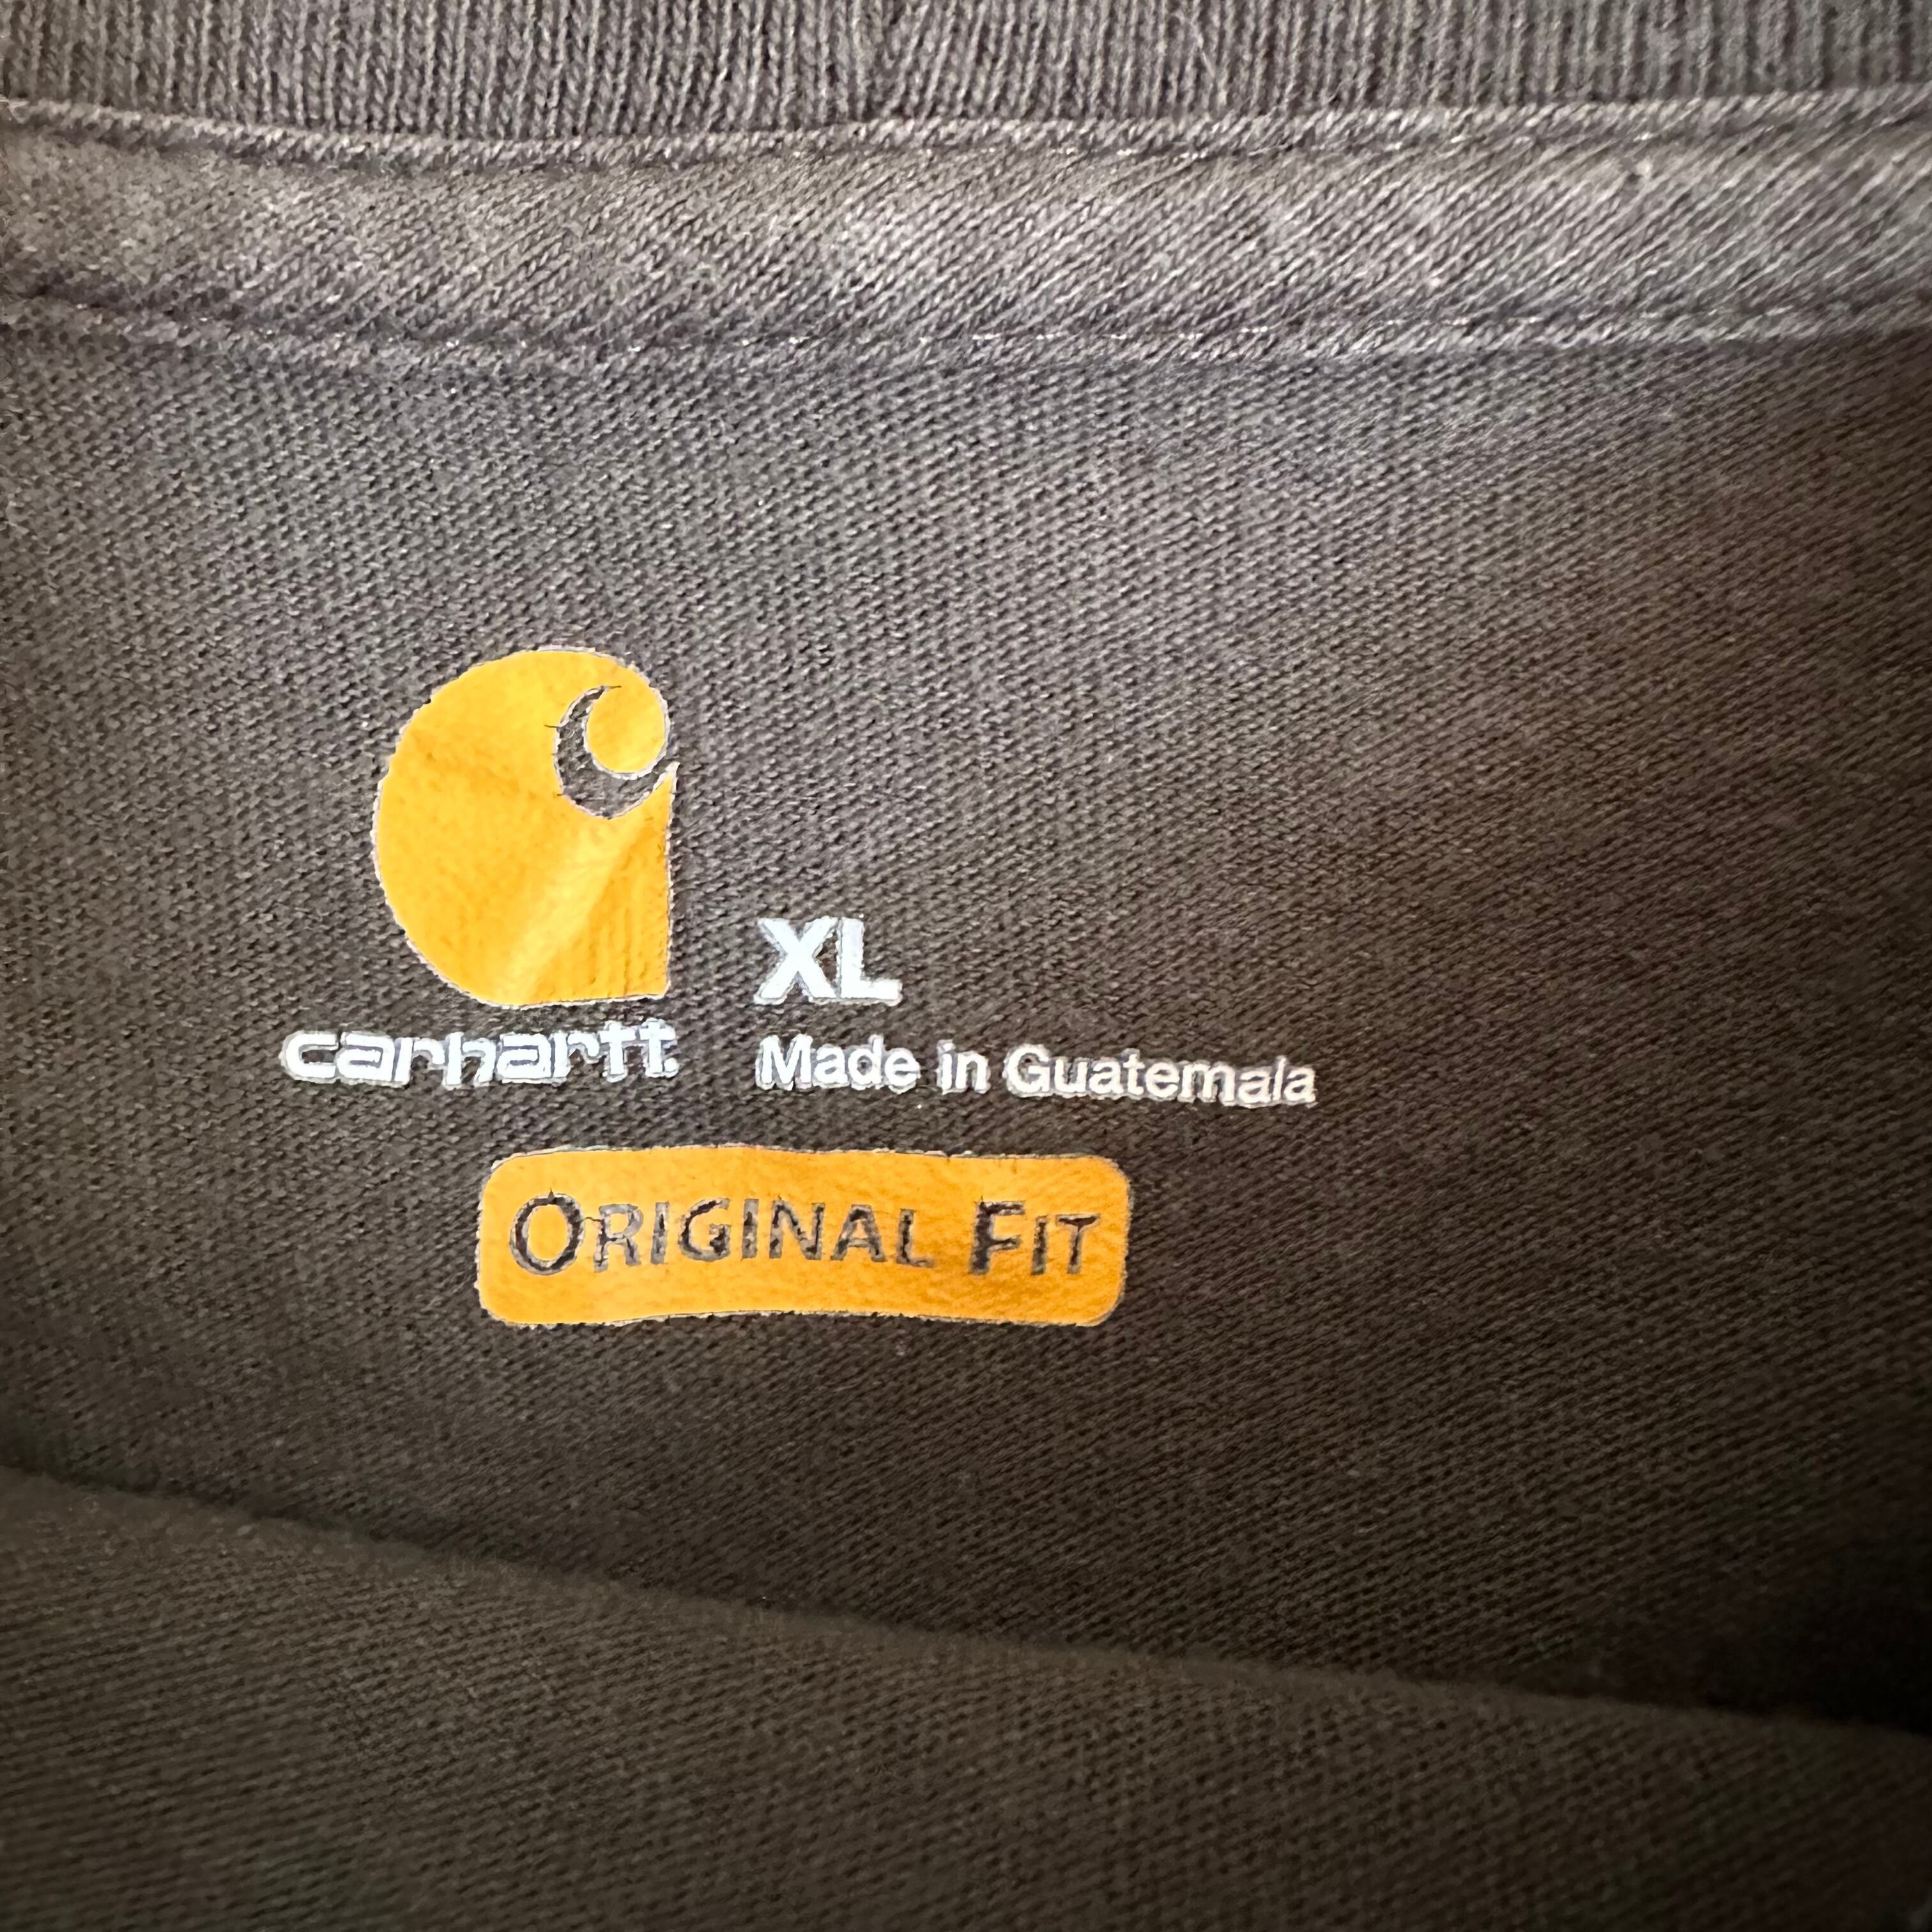 XL
carhartt
Made in Guatemala
ORIGINAL FIT